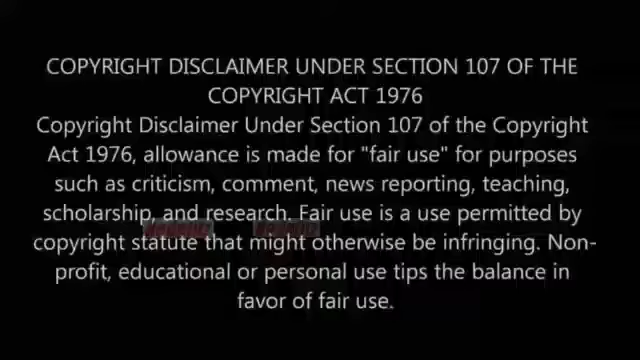 COPYRIGHT DISCLAIMER UNDER SECTION 107 OF THE
COPYRIGHT ACT 1976
Copyright Disclaimer Under Section 107 of the Copyright
Act 1976, allowance is made for "fair use" for purposes
such as criticism, comment, news reporting, teaching,
scholarship, and research. Fair use is a use permitted by
copyright statute that might otherwise be infringing. Non-
profit, educational or personal use tips the balance in
favor of fair use.